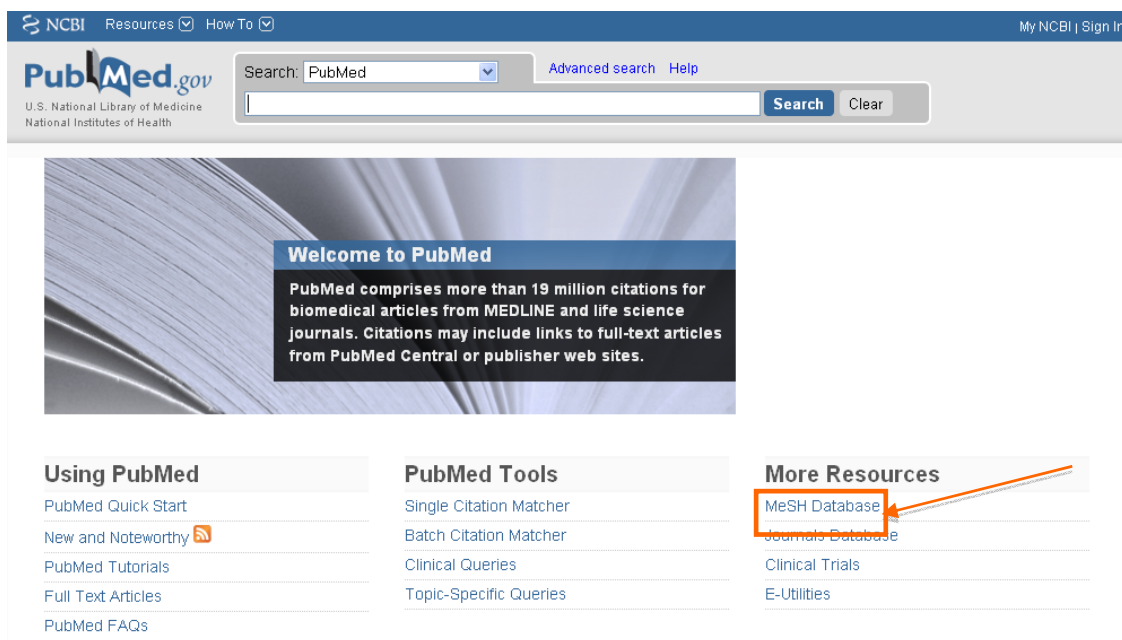 NCBI Resources How To My NCBI | Sign In
PubMed.gov
U.S. National Library of Medicine
National Institutes of Health
Search: PubMed Advanced search Help
Search Clear
Welcome to PubMed
PubMed comprises more than 19 million citations for
biomedical articles from MEDLINE and life science
journals. Citations may include links to full-text articles
from PubMed Central or publisher web sites.
Using PubMed
PubMed Quick Start
New and Noteworthy
PubMed Tutorials
Full Text Articles
PubMed FAQs
PubMed Tools
Single Citation Matcher
Batch Citation Matcher
Clinical Queries
Topic-Specific Queries
More Resources
MeSH Database
Journals Database
Clinical Trials
E-Utilities